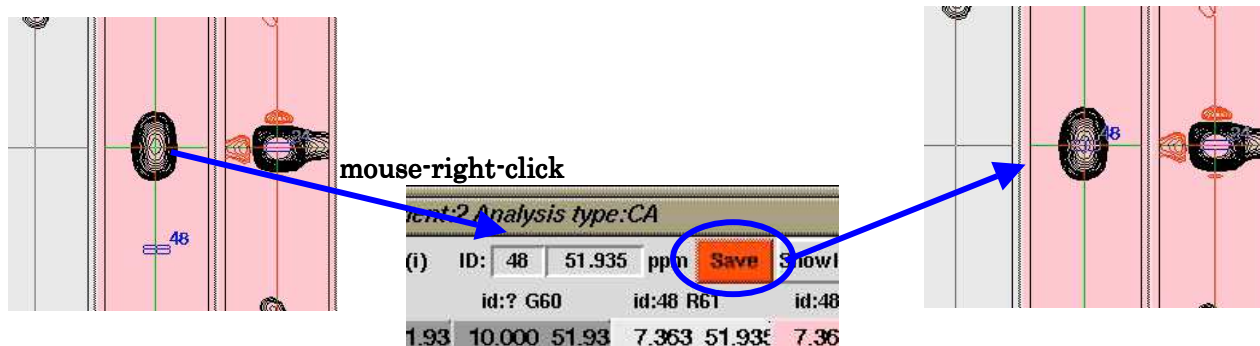 24
48
24
48
mouse-right-click
ment:2 Analysis type:CA
(i) ID: 48 51.935 ppm Save Show
id:? G60 id:48 R61 id:48
1.93 10.000 51.93 7.363 51.935 7.36